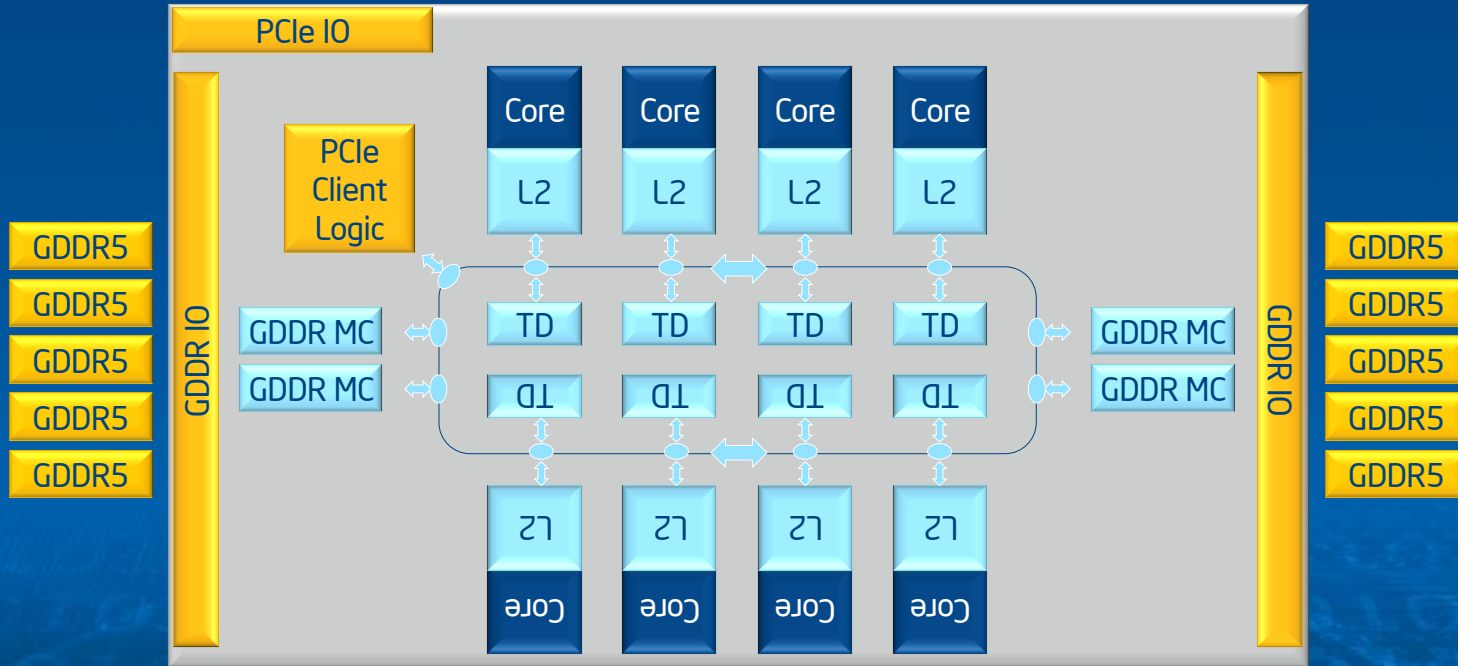 PCIe IO
Core
Core
Core
Core
PCIe
Client
Logic
L2
L2
L2
L2
GDDR5
GDDR5
GDDR5
GDDR5
GDDR5
GDDR IO
GDDR MC
GDDR MC
TD
TD
TD
TD
TD
TD
TD
TD
GDDR MC
GDDR MC
GDDR IO
GDDR5
GDDR5
GDDR5
GDDR5
GDDR5
L2
L2
L2
L2
Core
Core
Core
Core